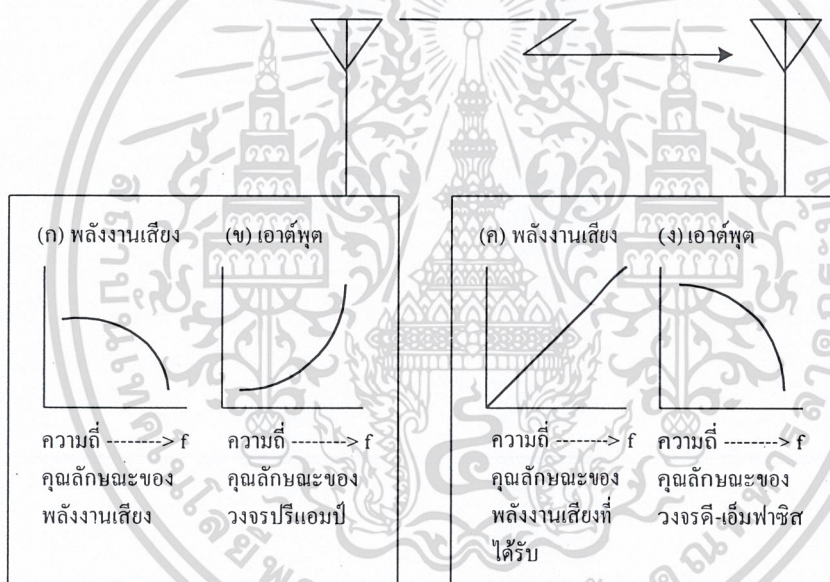 (ก) พลังงานเสียง (ข) เอาต์พุต
ความถี่ --------> f ความถี่ --------> f
คุณลักษณะของ คุณลักษณะของ
พลังงานเสียง วงจรปรีแอมป์
(ค) พลังงานเสียง (ง) เอาต์พุต
ความถี่ --------> f ความถี่ --------> f
คุณลักษณะของ คุณลักษณะของ
พลังงานเสียงที่ วงจรดี-เอ็มฟาซิส
ได้รับ